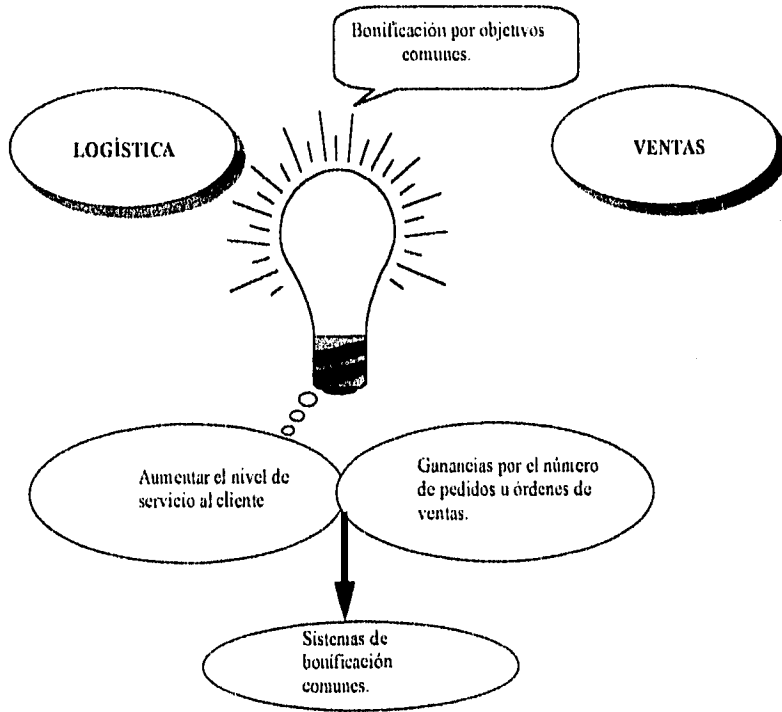 Bonificación por objetivos
comunes.
LOGÍSTICA
VENTAS
Aumentar el nivel de
servicio al cliente
Ganancias por el número
de pedidos u órdenes de
ventas.
Sistemas de
bonificación
comunes.